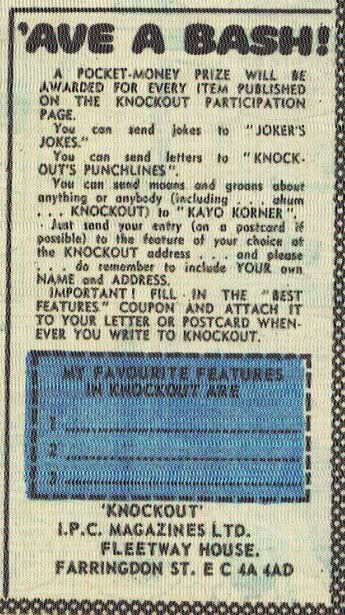 'AVE A BASH!
A POCKET-MONEY PRIZE WILL BE
AWARDED FOR EVERY ITEM PUBLISHED
ON THE KNOCKOUT PARTICIPATION
PAGE.
You can send jokes to "JOKER'S
JOKES."
You can send letters to "KNOCK-
OUT'S PUNCHLINES".
You can send moans and groans about
anything or anybody (including . . . ahum
. . . KNOCKOUT) to "KAYO KORNER".
Just send your entry (on a postcard if
possible) to the feature of your choice at
the KNOCKOUT address . . . and please
. . . do remember to include YOUR own
NAME and ADDRESS.
IMPORTANT! FILL IN THE "BEST
FEATURES" COUPON AND ATTACH IT
TO YOUR LETTER OR POSTCARD WHEN-
EVER YOU WRITE TO KNOCKOUT.
MY FAVOURITE FEATURES
IN KNOCKOUT ARE
1
2
3
'KNOCKOUT'
I.P.C. MAGAZINES LTD.
FLEETWAY HOUSE.
FARRINGDON ST. E C 4A 4AD